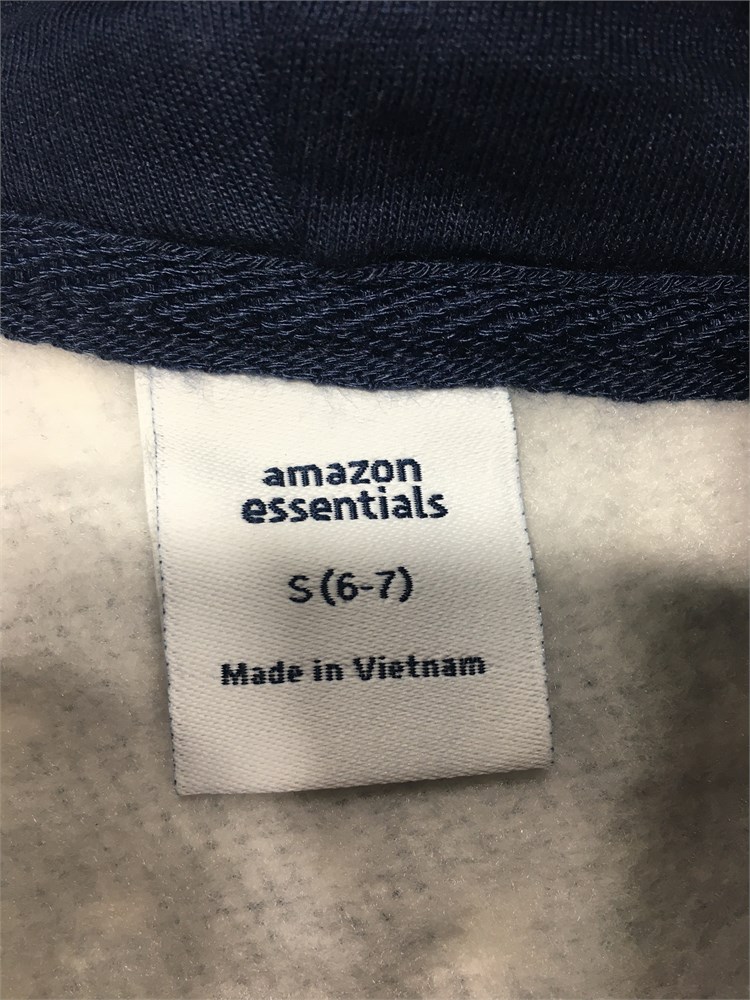 amazon
essentials
S (6-7)
Made in Vietnam